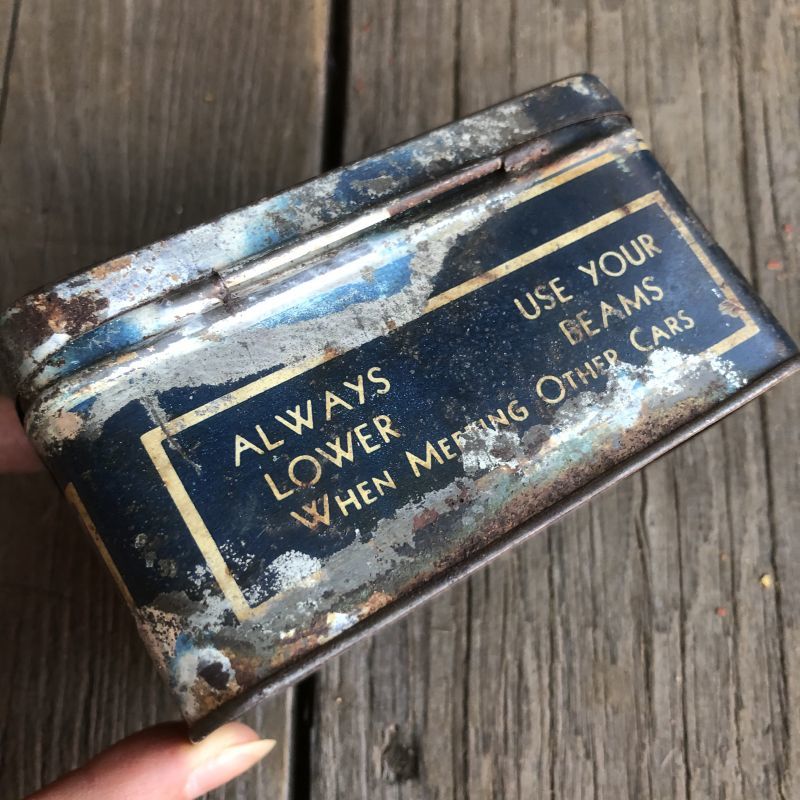 ALWAYS USE YOUR
LOWER BEAMS
WHEN MEETING OTHER CARS